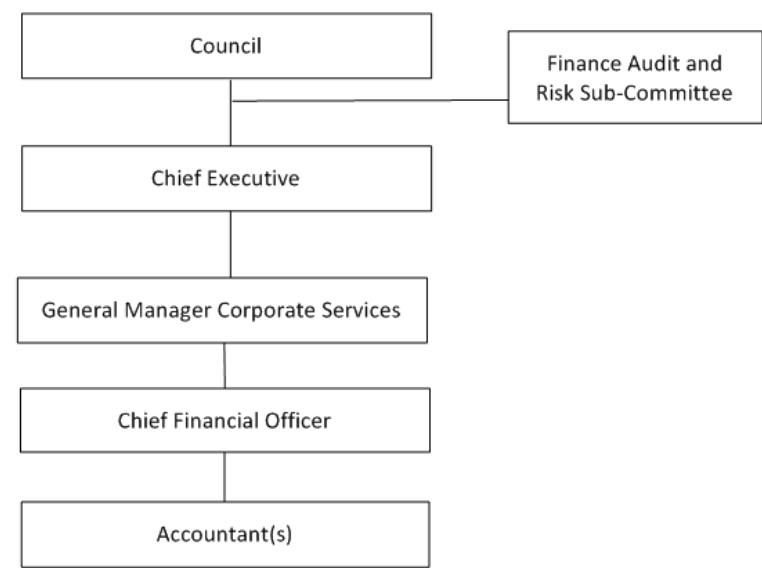 Council
Finance Audit and
Risk Sub-Committee
Chief Executive
General Manager Corporate Services
Chief Financial Officer
Accountant(s)